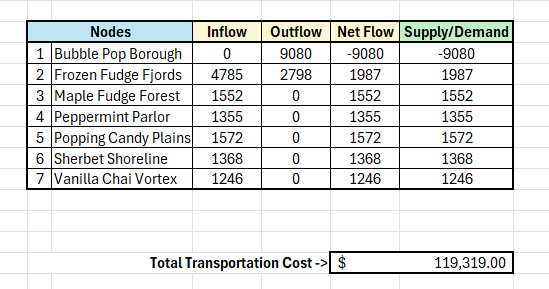 Nodes Inflow Outflow Net Flow Supply/Demand
1 Bubble Pop Borough 0 9080 -9080 -9080
2 Frozen Fudge Fjords 4785 2798 1987 1987
3 Maple Fudge Forest 1552 0 1552 1552
4 Peppermint Parlor 1355 0 1355 1355
5 Popping Candy Plains 1572 0 1572 1572
6 Sherbet Shoreline 1368 0 1368 1368
7 Vanilla Chai Vortex 1246 0 1246 1246
Total Transportation Cost -> $ 119,319.00